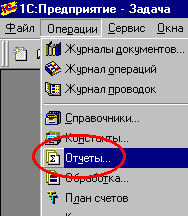 1С:Предприятие - Задача
Файл Операции Сервис Окна
Журналы документов...
Журнал операций
Журнал проводок
Справочники...
Константы...
Отчеты...
Обработка...
План счетов